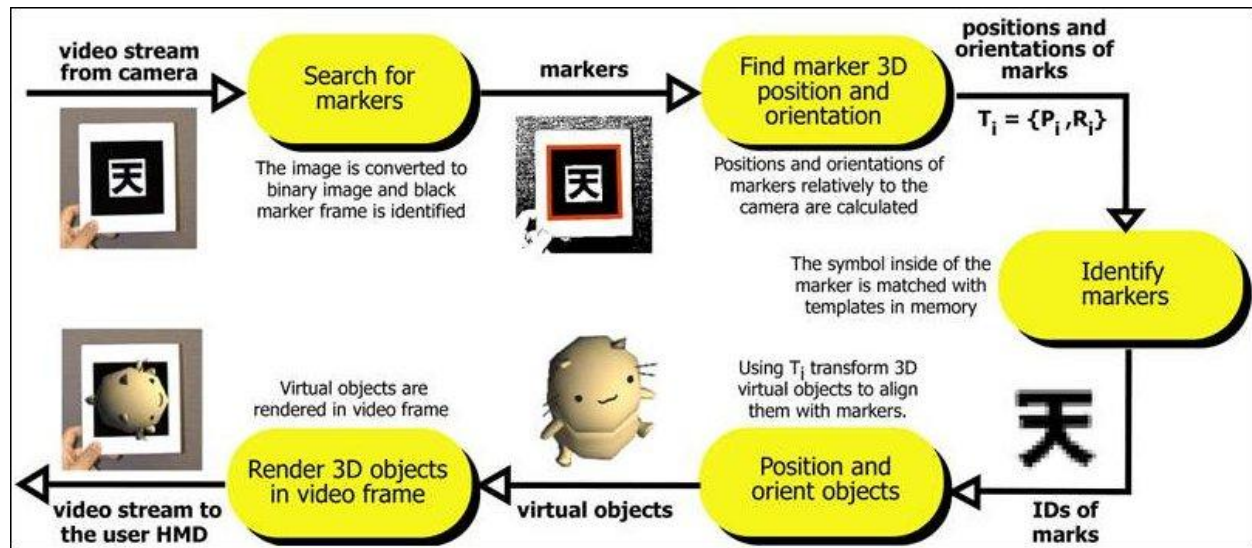 video stream
from camera
Search for
markers
The image is converted to
binary image and black
marker frame is identified
天
markers
天
Find marker 3D
position and
orientation
Positions and orientations of
markers relatively to the
camera are calculated
positions and
orientations of
marks
Ti = {Pi ,Ri}
Identify
markers
The symbol inside of the
marker is matched with
templates in memory
天
IDs of
marks
Position and
orient objects
Using Ti transform 3D
virtual objects to align
them with markers.
virtual objects
Render 3D objects
in video frame
Virtual objects are
rendered in video frame
video stream to
the user HMD